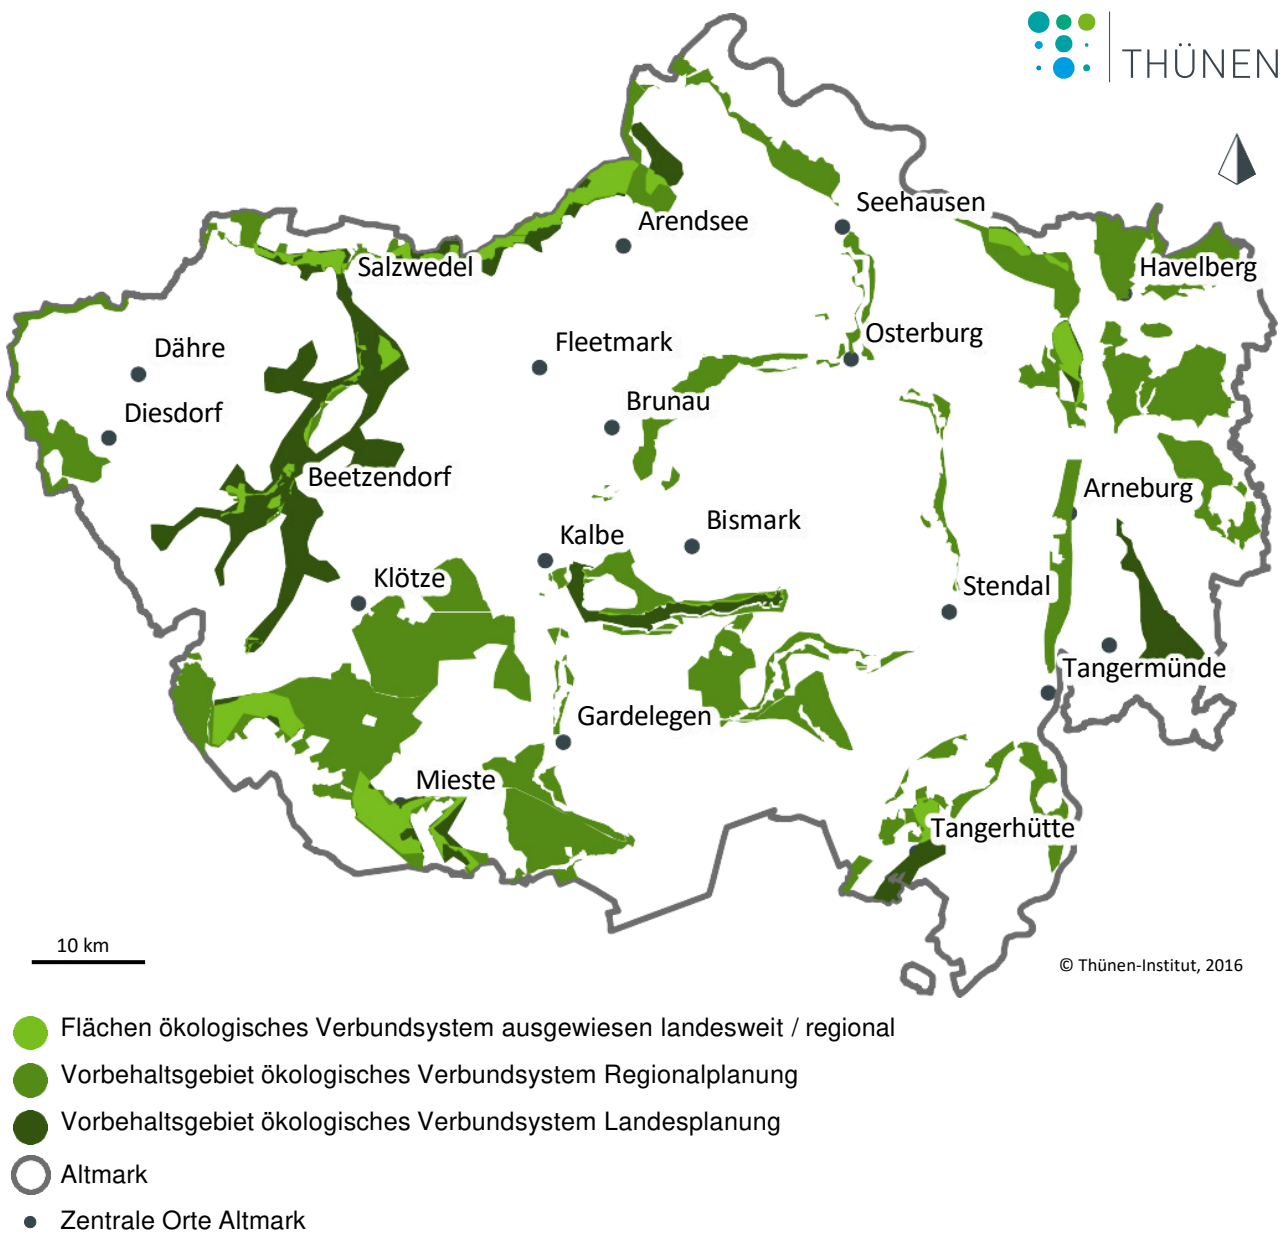 THÜNEN
Seehausen
Arendsee
Salzwedel
Havelberg
Dähre
Fleetmark
Osterburg
Diesdorf
Brunau
Beetzendorf
Arneburg
Kalbe
Bismark
Klötze
Stendal
Tangermünde
Gardelegen
Mieste
Tangerhütte
10 km
© Thünen-Institut, 2016
Flächen ökologisches Verbundsystem ausgewiesen landesweit / regional
Vorbehaltsgebiet ökologisches Verbundsystem Regionalplanung
Vorbehaltsgebiet ökologisches Verbundsystem Landesplanung
Altmark
Zentrale Orte Altmark